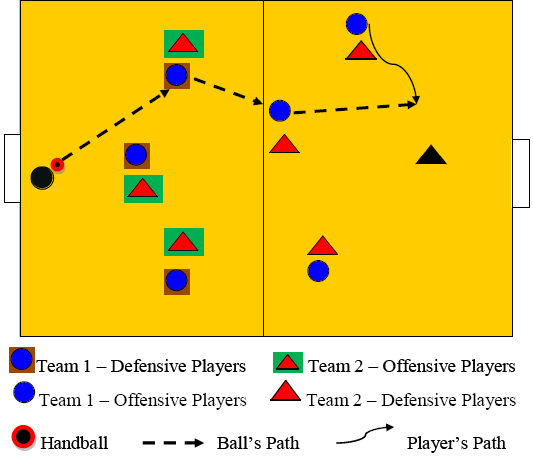 Team 1 – Defensive Players
Team 2 – Offensive Players
Team 1 – Offensive Players
Team 2 – Defensive Players
Handball
Ball's Path
Player's Path